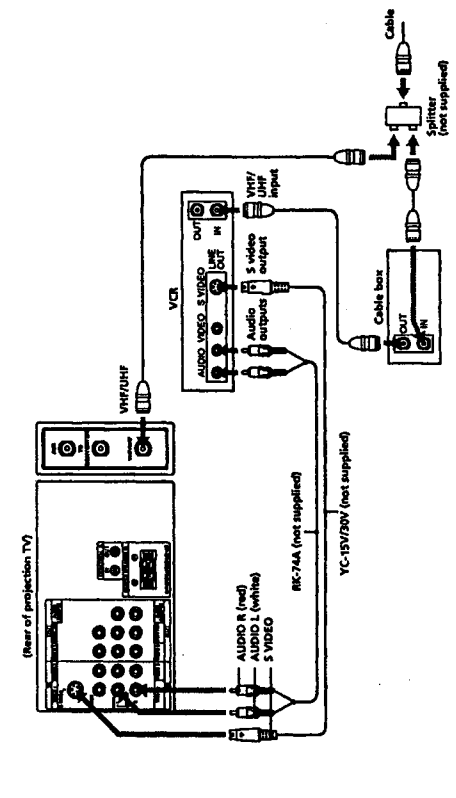 (Rear of projection TV)
VHF/UHF
VCR
AUDIO VIDEO S VIDEO
LINE
OUT
OUT
IN
Audio
outputs
S video
output
VHF/
UHF
input
Cable box
OUT
IN
Cable
Splitter
(not supplied)
AUDIO R (red)
AUDIO L (white)
S VIDEO
RK-74A (not supplied)
YC-15V/30V (not supplied)